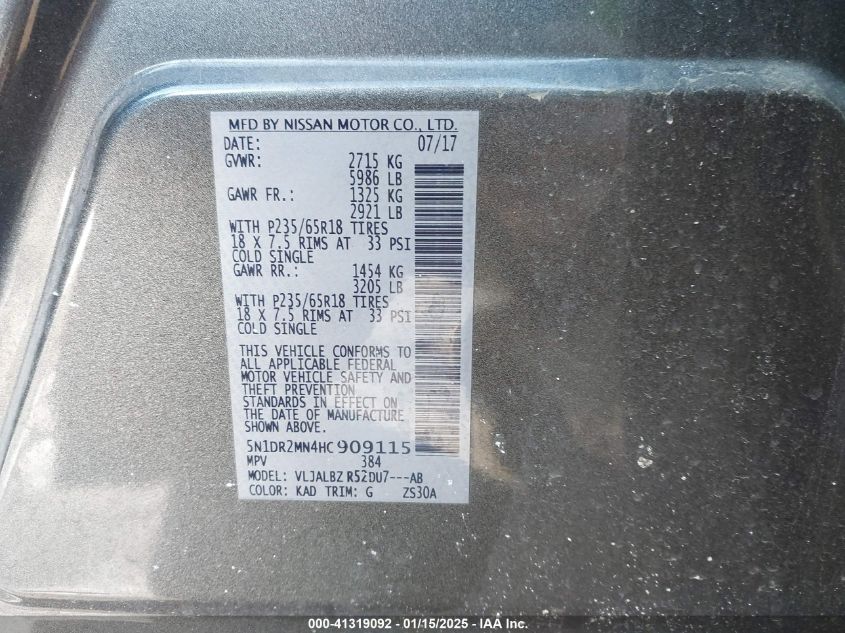 MFD BY NISSAN MOTOR CO., LTD.
DATE: 07/17
GVWR: 2715 KG
5986 LB
GAWR FR.: 1325 KG
2921 LB
WITH P235/65R18 TIRES
18 X 7.5 RIMS AT 33 PSI
COLD SINGLE
GAWR RR.: 1454 KG
3205 LB
WITH P235/65R18 TIRES
18 X 7.5 RIMS AT 33 PSI
COLD SINGLE
THIS VEHICLE CONFORMS TO
ALL APPLICABLE FEDERAL
MOTOR VEHICLE SAFETY AND
THEFT PREVENTION
STANDARDS IN EFFECT ON
THE DATE OF MANUFACTURE
SHOWN ABOVE.
5N1DR2MN4HC909115
MPV 384
MODEL: VLJALBZ R52DU7---AB
COLOR: KAD TRIM: G ZS30A
000-41319092 - 01/15/2025 - IAA Inc.